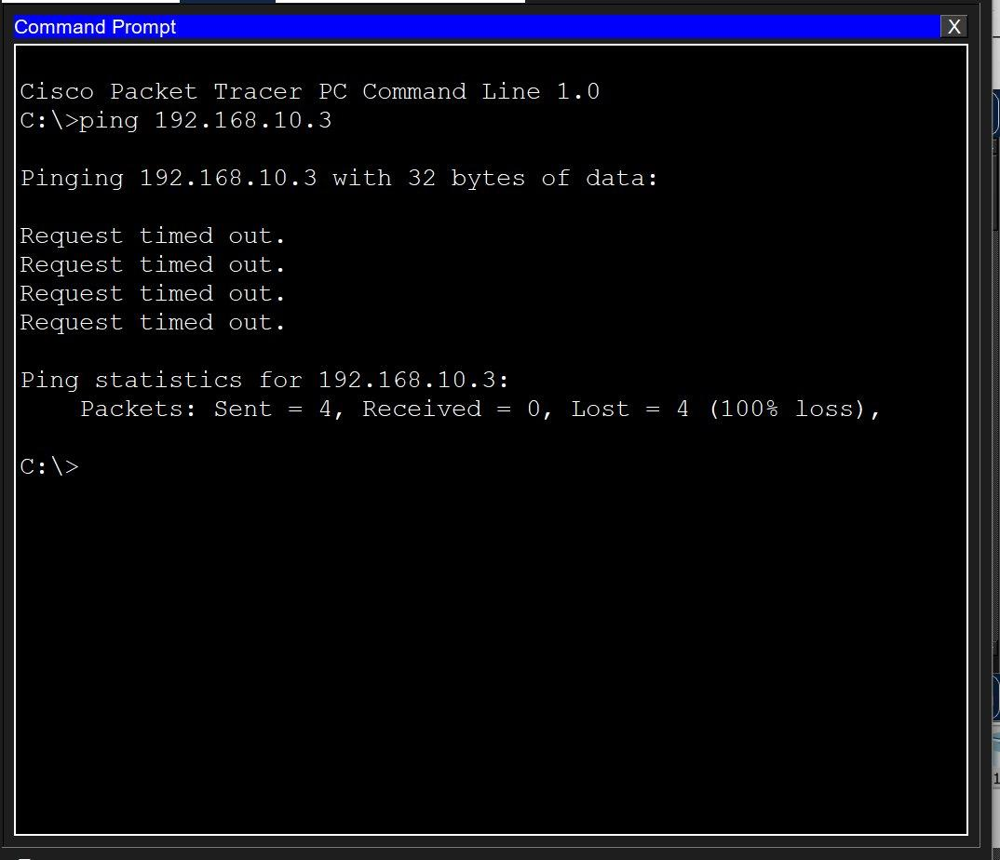 Command Prompt
X
Cisco Packet Tracer PC Command Line 1.0
C:\>ping 192.168.10.3
Pinging 192.168.10.3 with 32 bytes of data:
Request timed out.
Request timed out.
Request timed out.
Request timed out.
Ping statistics for 192.168.10.3:
    Packets: Sent = 4, Received = 0, Lost = 4 (100% loss),
C:\>
1